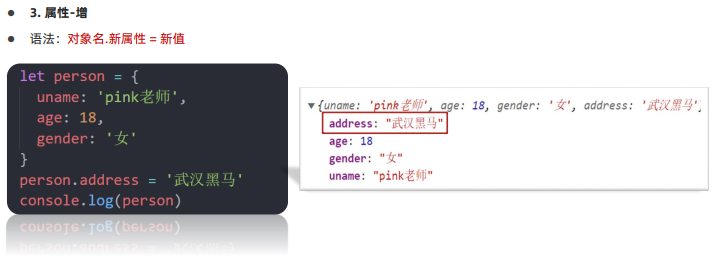 3. 属性-增
语法：对象名.新属性 = 新值
let person = {
uname: 'pink老师',
age: 18,
gender: '女'
}
person.address = '武汉黑马'
console.log(person)
▼{uname: 'pink老师', age: 18, gender: '女', address: '武汉黑马'}
address: "武汉黑马"
age: 18
gender: "女"
uname: "pink老师"